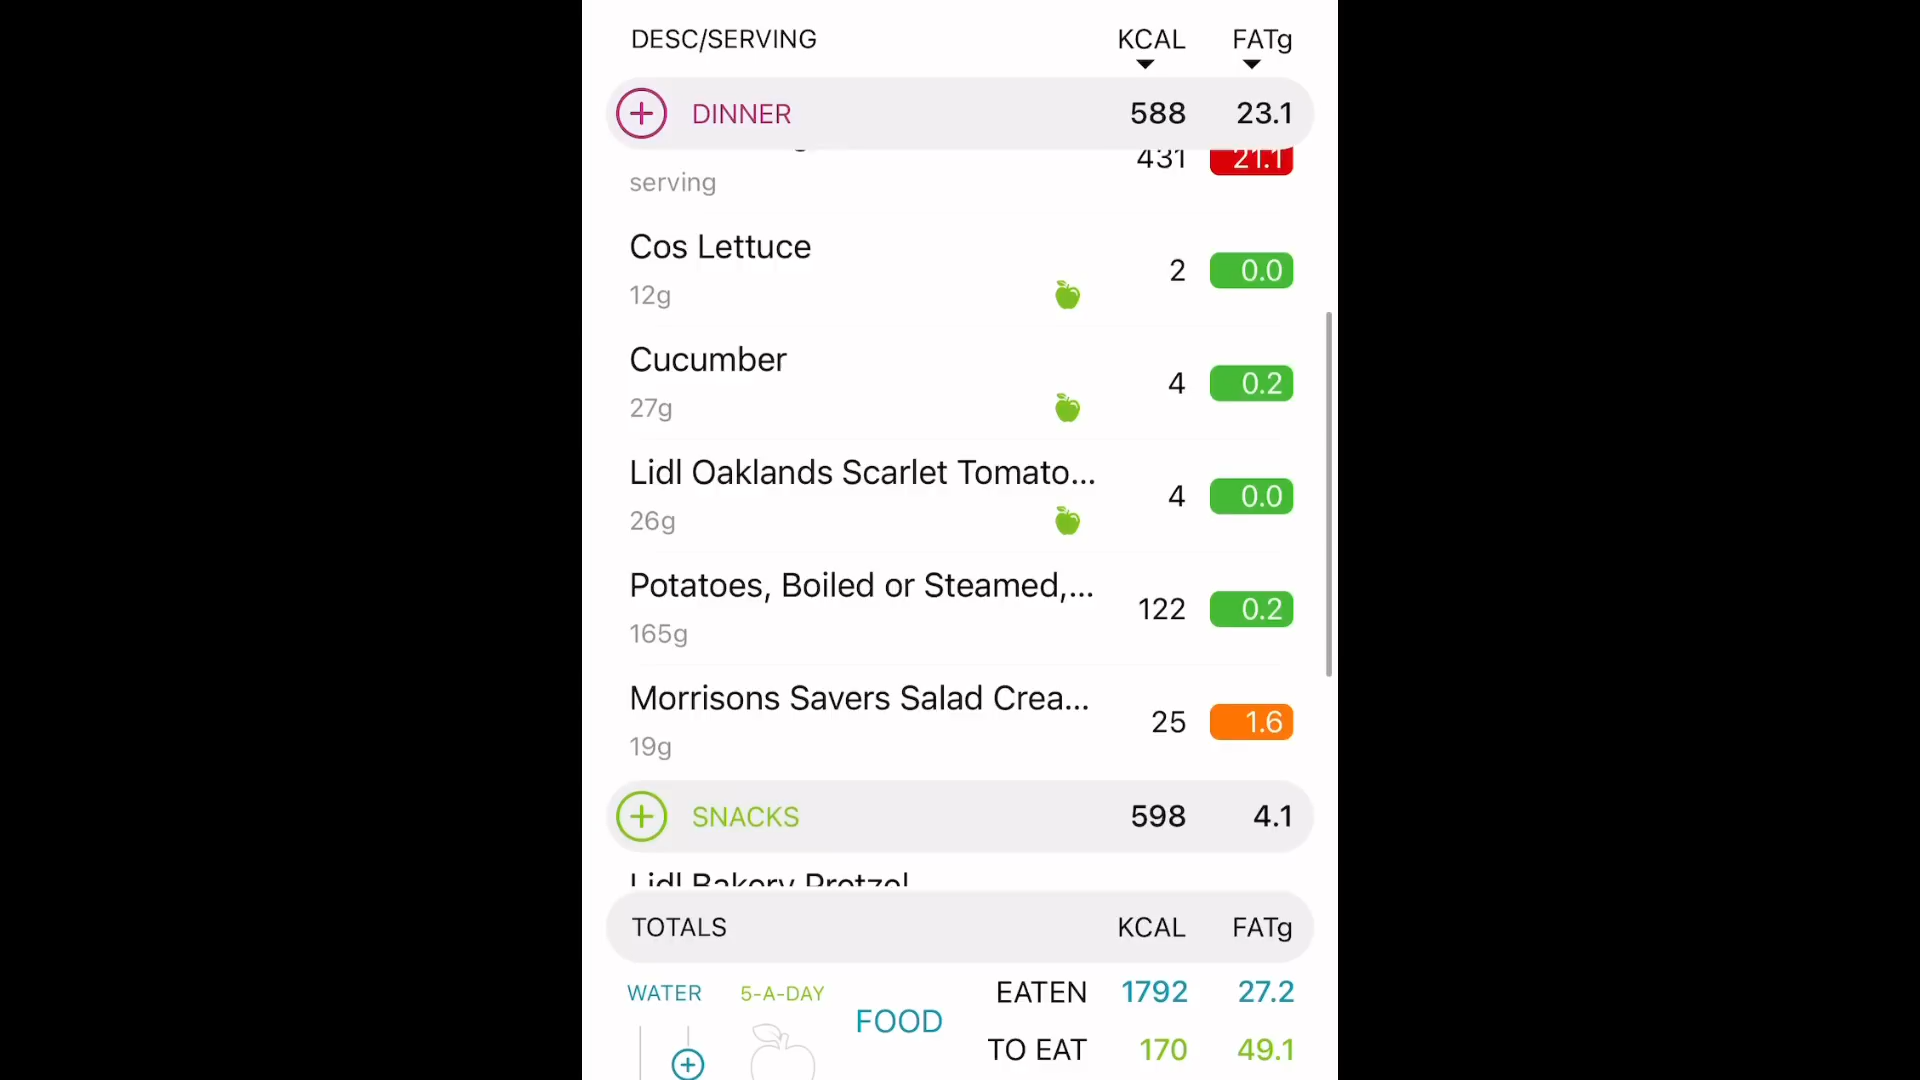 DESC/SERVING KCAL FATg
DINNER 588 23.1
431 21.1
serving
Cos Lettuce
2 0.0
12g
Cucumber
4 0.2
27g
Lidl Oaklands Scarlet Tomato...
4 0.0
26g
Potatoes, Boiled or Steamed,...
122 0.2
165g
Morrisons Savers Salad Crea...
25 1.6
19g
SNACKS 598 4.1
Lidl Bakery Pretzel
TOTALS KCAL FATg
WATER 5-A-DAY FOOD EATEN 1792 27.2
TO EAT 170 49.1